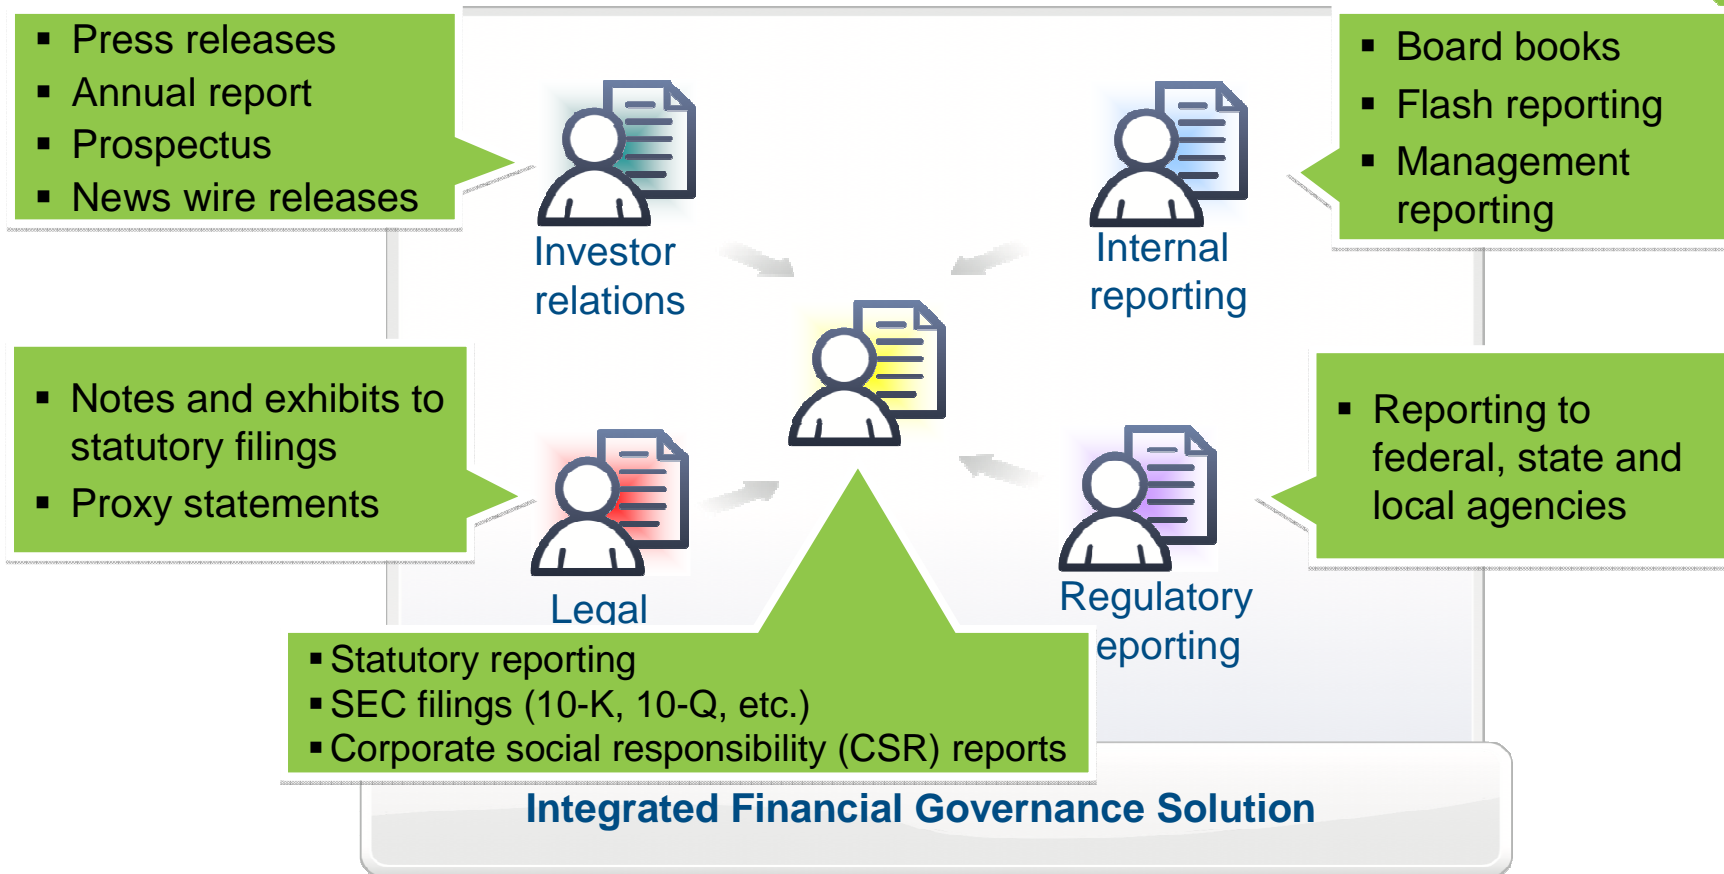 ▪ Press releases
▪ Annual report
▪ Prospectus
▪ News wire releases
▪ Board books
▪ Flash reporting
▪ Management
reporting
Investor
relations
Internal
reporting
▪ Notes and exhibits to
statutory filings
▪ Proxy statements
▪ Reporting to
federal, state and
local agencies
Legal
Regulatory
eporting
▪ Statutory reporting
▪ SEC filings (10-K, 10-Q, etc.)
▪ Corporate social responsibility (CSR) reports
Integrated Financial Governance Solution